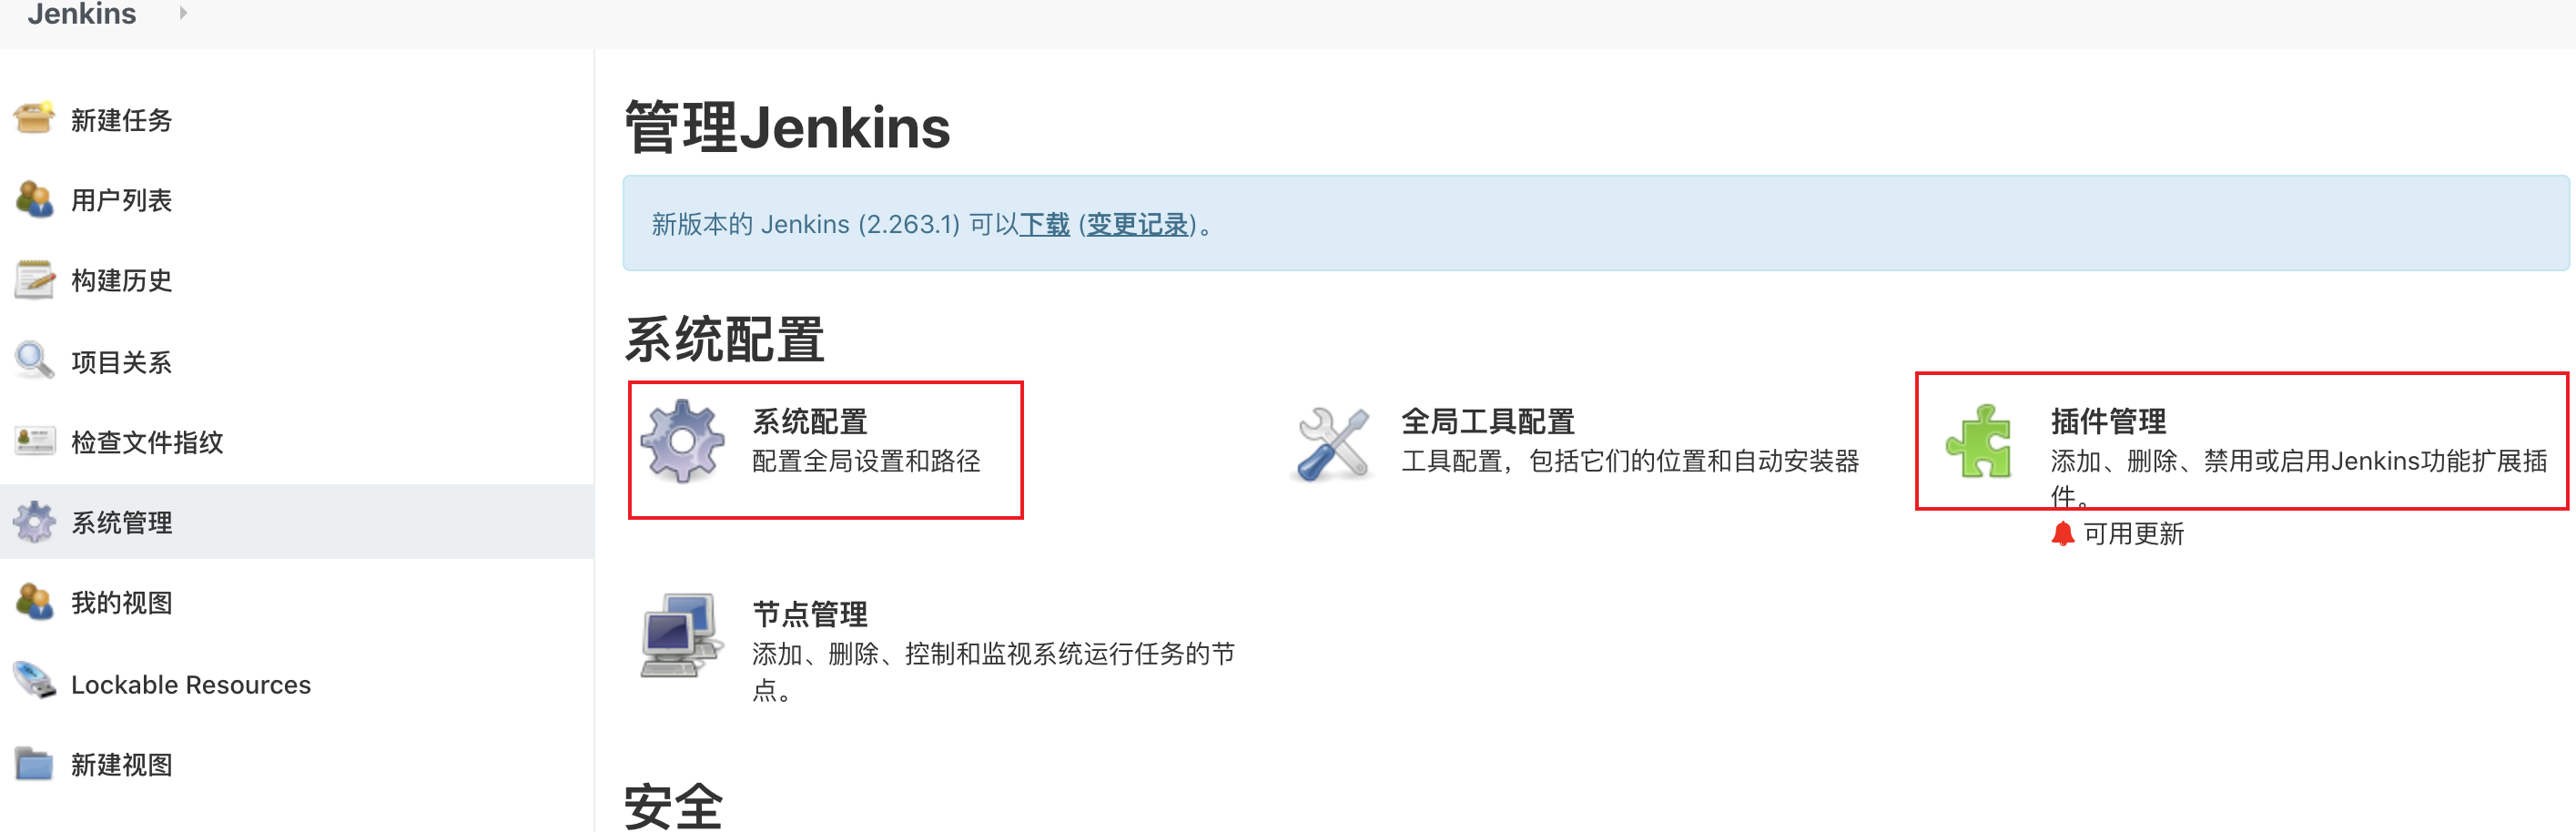 Jenkins
新建任务
用户列表
构建历史
项目关系
检查文件指纹
系统管理
我的视图
Lockable Resources
新建视图
管理Jenkins
新版本的 Jenkins (2.263.1) 可以下载 (变更记录)。
系统配置
系统配置
配置全局设置和路径
全局工具配置
工具配置，包括它们的位置和自动安装器
插件管理
添加、删除、禁用或启用Jenkins功能扩展插
件。
可用更新
节点管理
添加、删除、控制和监视系统运行任务的节
点。
安全